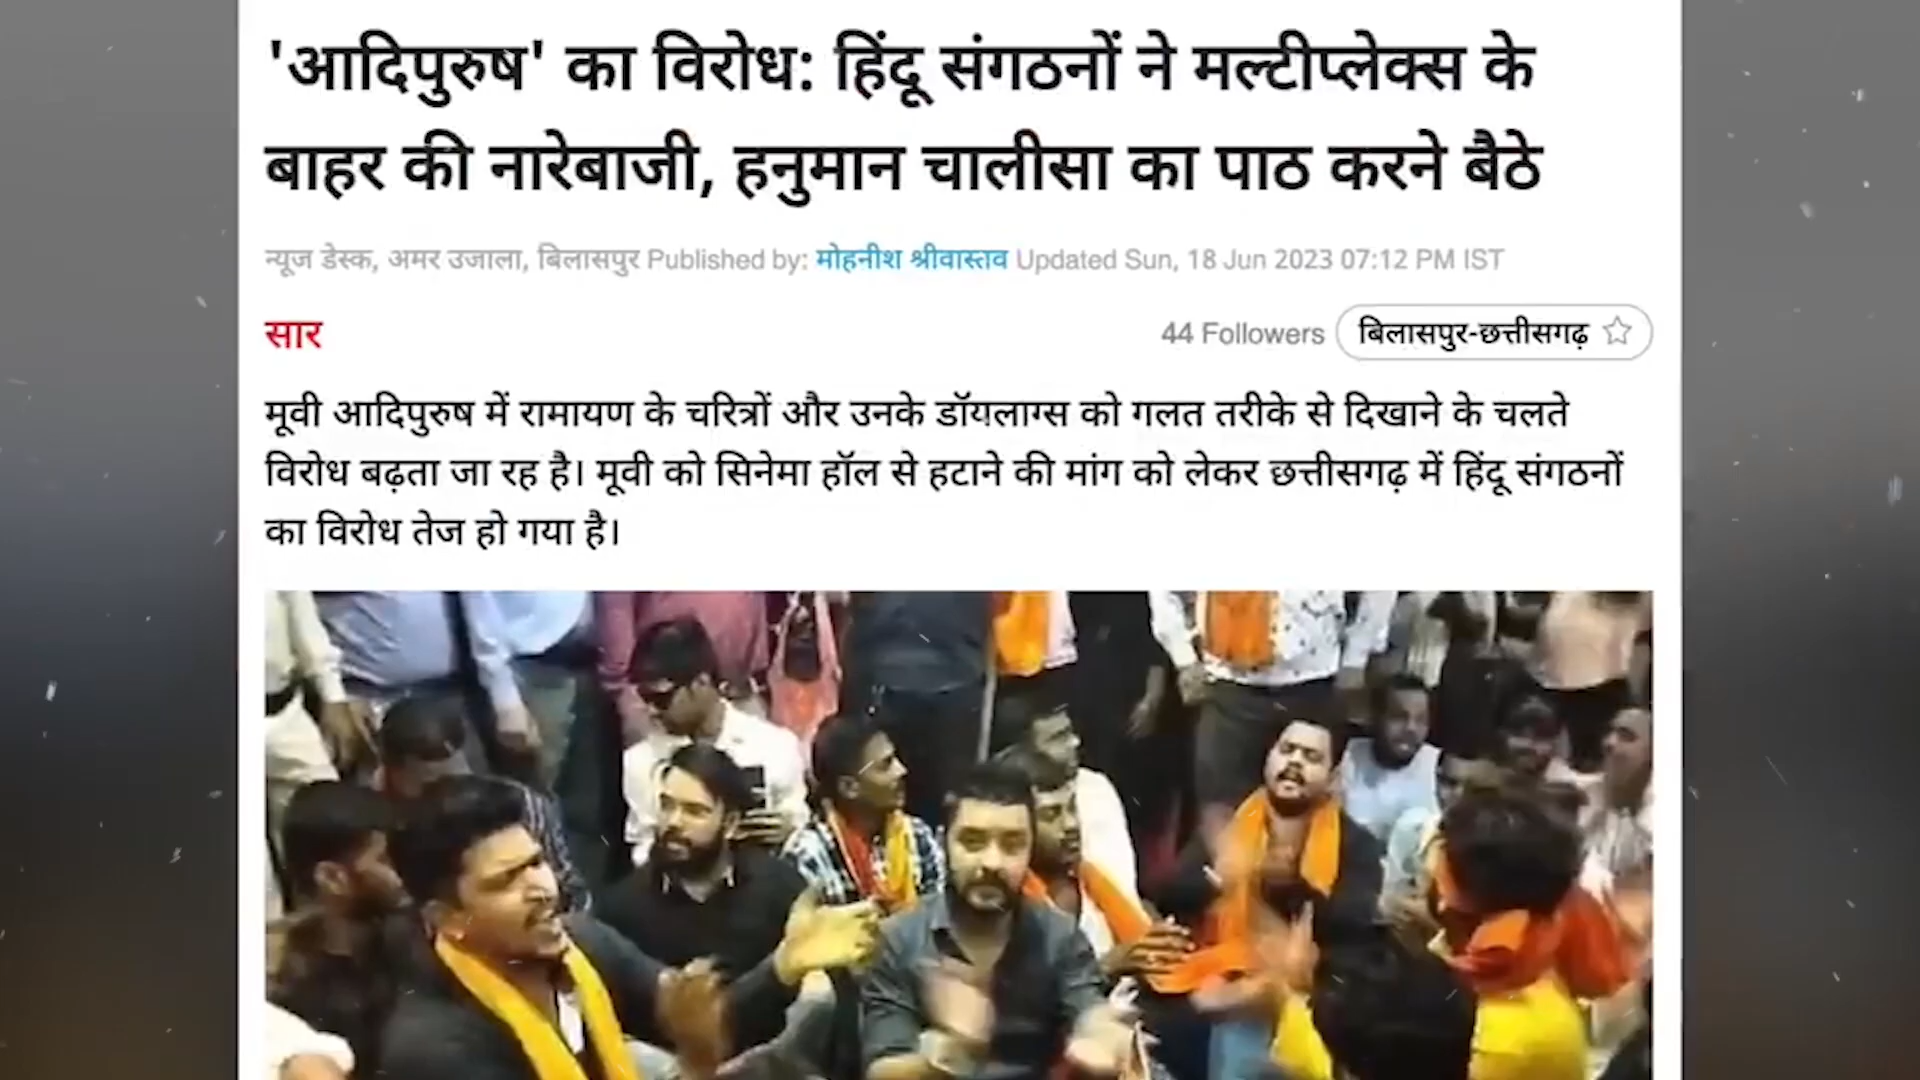 'आदिपुरुष' का विरोध: हिंदू संगठनों ने मल्टीप्लेक्स के
बाहर की नारेबाजी, हनुमान चालीसा का पाठ करने बैठे
न्यूज डेस्क, अमर उजाला, बिलासपुर Published by: मोहनीश श्रीवास्तव Updated Sun, 18 Jun 2023 07:12 PM IST
सार
44 Followers बिलासपुर-छत्तीसगढ़
मूवी आदिपुरुष में रामायण के चरित्रों और उनके डॉयलाग्स को गलत तरीके से दिखाने के चलते
विरोध बढ़ता जा रह है। मूवी को सिनेमा हॉल से हटाने की मांग को लेकर छत्तीसगढ़ में हिंदू संगठनों
का विरोध तेज हो गया है।